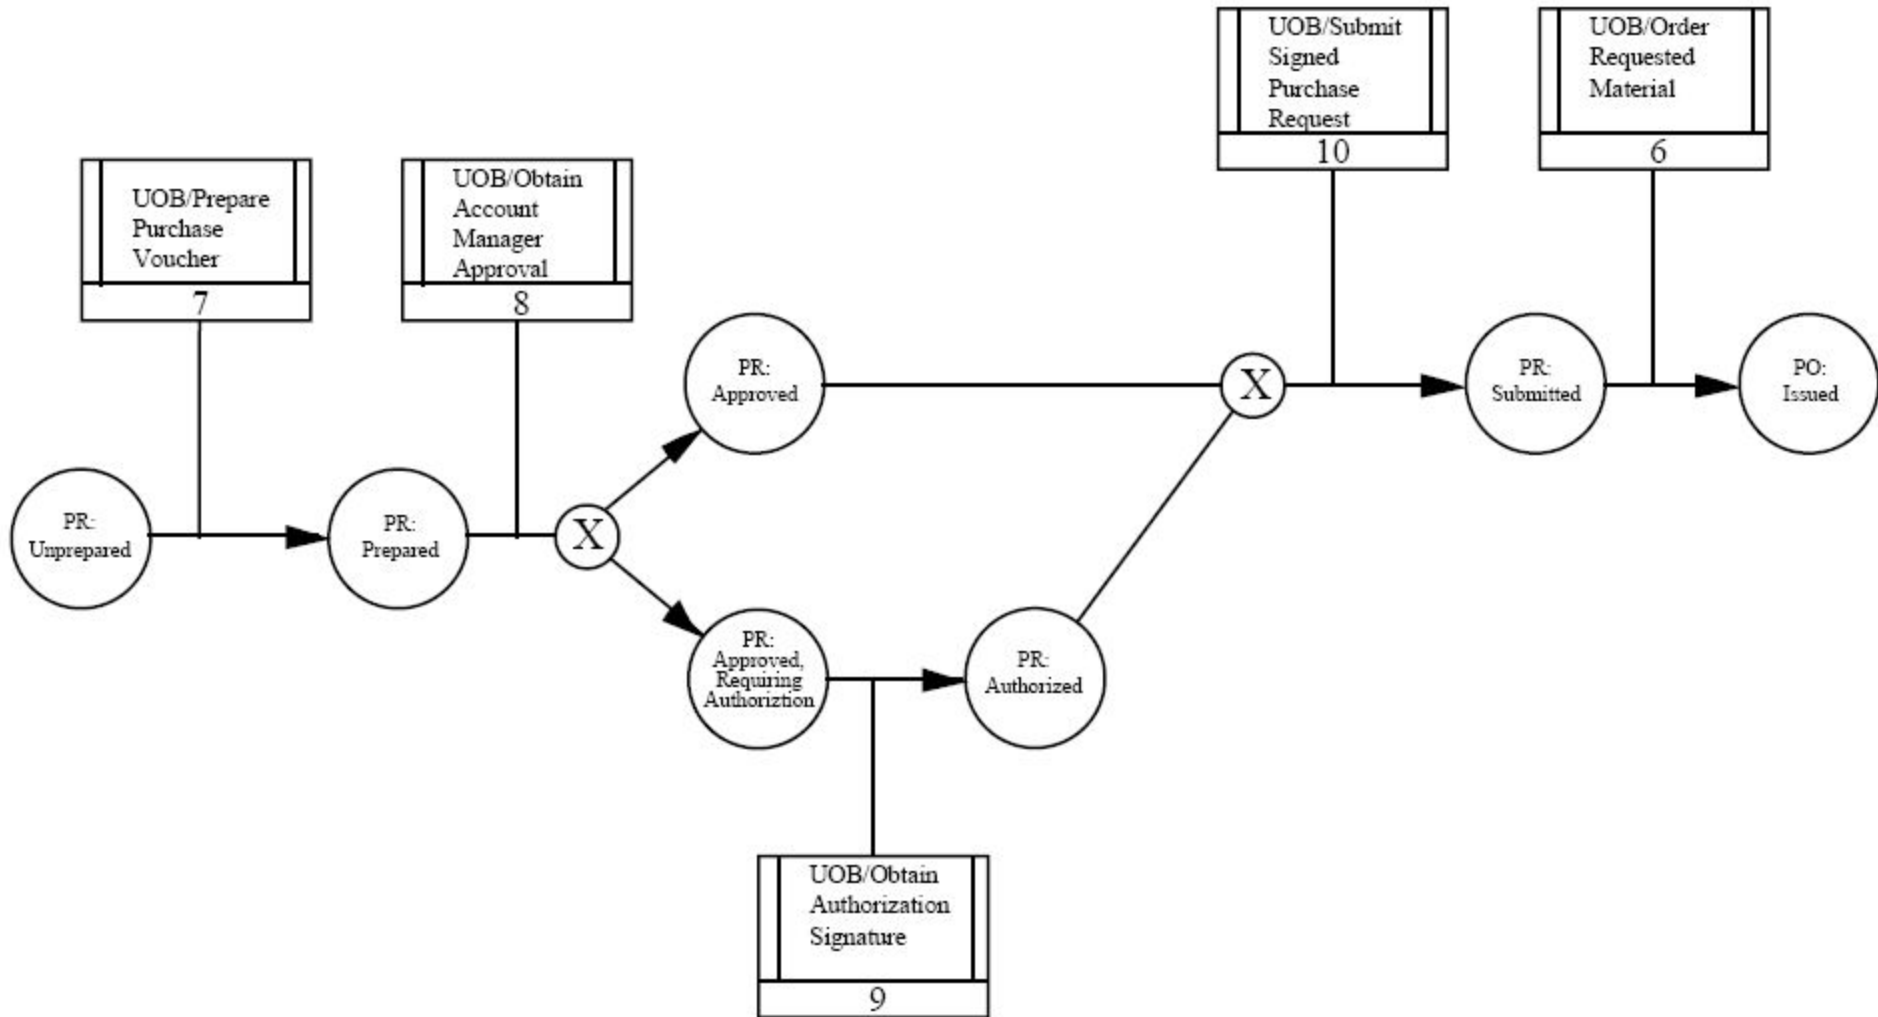 UOB/Submit
Signed
Purchase
Request
10
UOB/Order
Requested
Material
6
UOB/Prepare
Purchase
Voucher
7
UOB/Obtain
Account
Manager
Approval
8
PR:
Approved
X
PR:
Submitted
PO:
Issued
PR:
Unprepared
PR:
Prepared
X
PR:
Approved,
Requiring
Authoriztion
PR:
Authorized
UOB/Obtain
Authorization
Signature
9